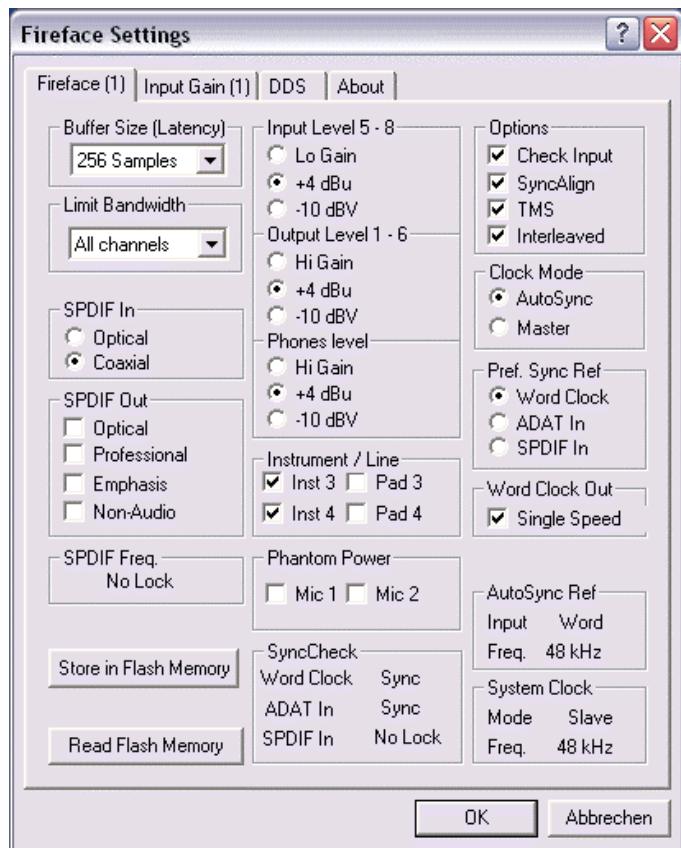 Fireface Settings
Fireface (1) Input Gain (1) DDS About
Buffer Size (Latency)
256 Samples
Limit Bandwidth
All channels
SPDIF In
Optical
Coaxial
SPDIF Out
Optical
Professional
Emphasis
Non-Audio
SPDIF Freq.
No Lock
Store in Flash Memory
Read Flash Memory
Input Level 5 - 8
Lo Gain
+4 dBu
-10 dBV
Output Level 1 - 6
Hi Gain
+4 dBu
-10 dBV
Phones level
Hi Gain
+4 dBu
-10 dBV
Instrument / Line
Inst 3 Pad 3
Inst 4 Pad 4
Phantom Power
Mic 1 Mic 2
SyncCheck
Word Clock Sync
ADAT In Sync
SPDIF In No Lock
Options
Check Input
SyncAlign
TMS
Interleaved
Clock Mode
AutoSync
Master
Pref. Sync Ref
Word Clock
ADAT In
SPDIF In
Word Clock Out
Single Speed
AutoSync Ref
Input Word
Freq. 48 kHz
System Clock
Mode Slave
Freq. 48 kHz
OK Abbrechen